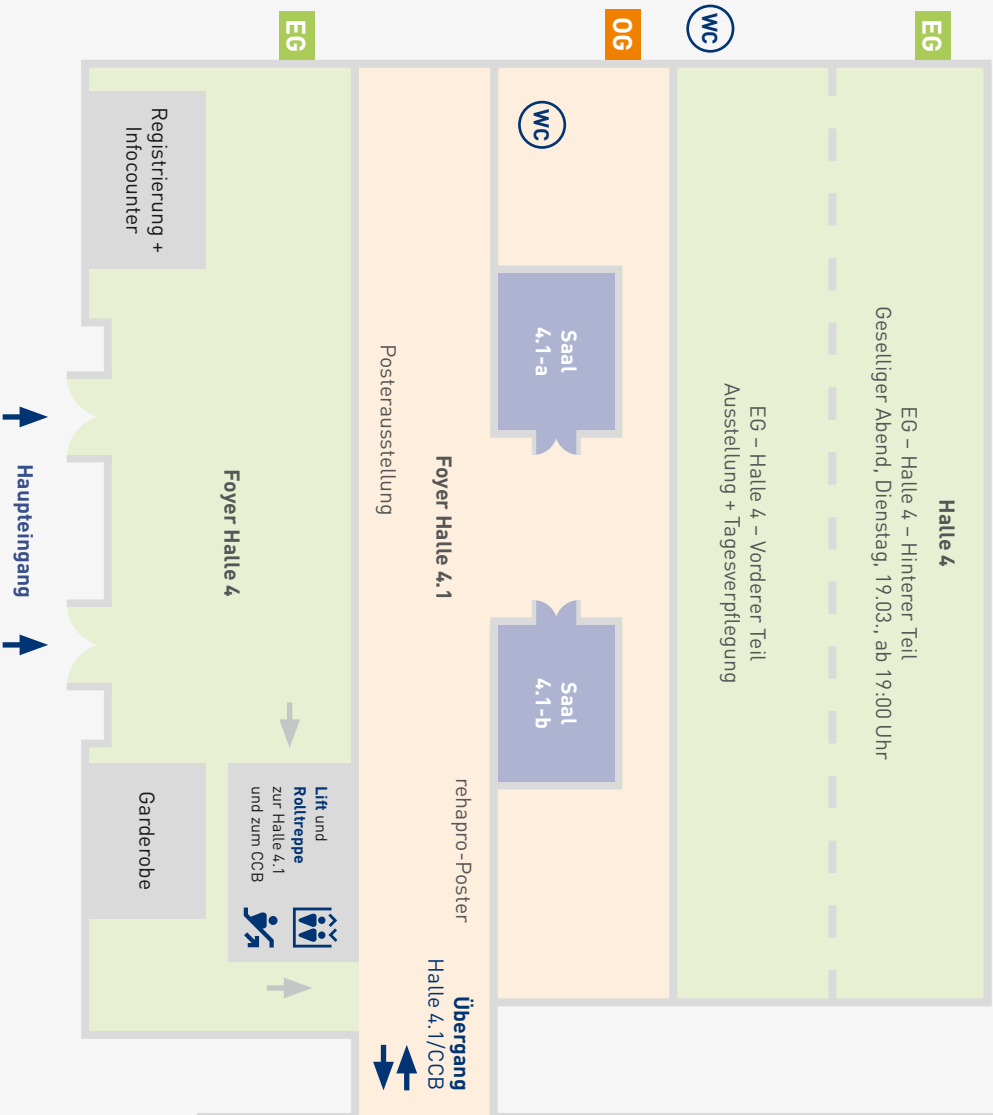 EG
WC
Halle 4
EG – Halle 4 – Hinterer Teil
Geselliger Abend, Dienstag, 19.03., ab 19:00 Uhr
EG – Halle 4 – Vorderer Teil
Ausstellung + Tagesverpflegung
OG
WC
Saal
4.1-a
Saal
4.1-b
Foyer Halle 4.1
Posterausstellung
rehapro-Poster
Übergang
Halle 4.1/CCB
EG
Foyer Halle 4
Lift und
Rolltreppe
zur Halle 4.1
und zum CCB
Registrierung +
Infocounter
Garderobe
Haupteingang